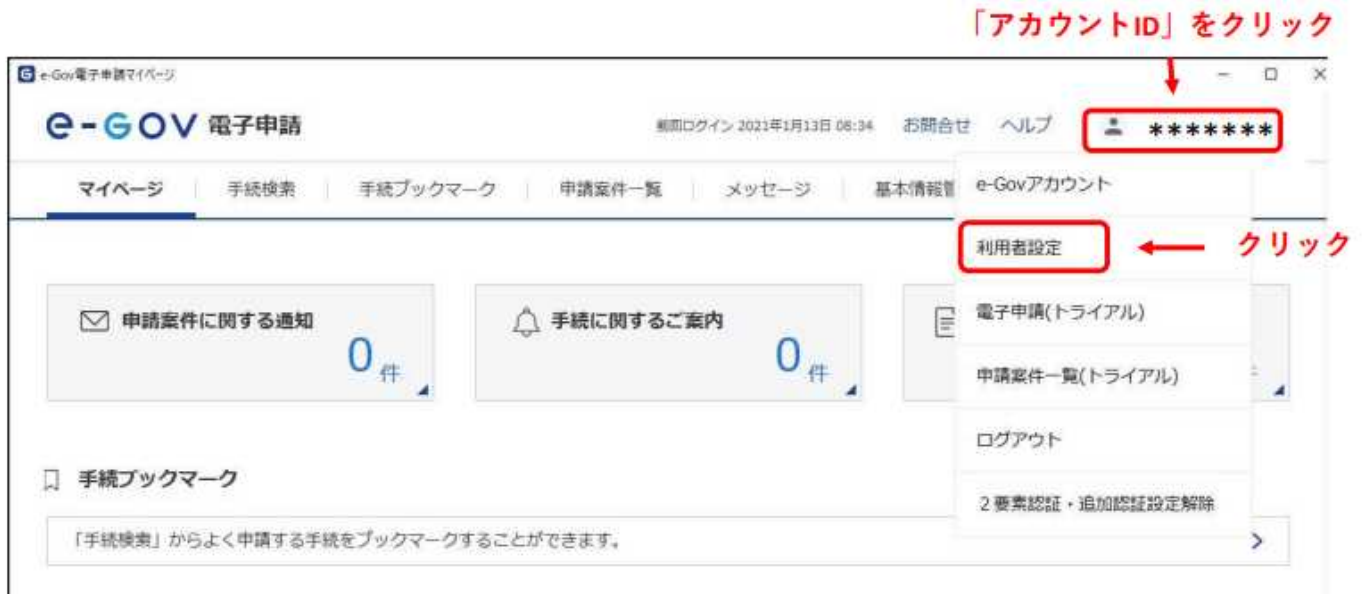 「アカウントID」をクリック
e-Gov電子申請マイページ
e-GOV 電子申請
前回ログイン 2021年1月13日 08:34 お問合せ ヘルプ *******
マイページ 手続検索 手続ブックマーク 申請案件一覧 メッセージ 基本情報管
e-Govアカウント
利用者設定
クリック
申請案件に関する通知
0件
手続に関するご案内
0件
電子申請(トライアル)
申請案件一覧(トライアル)
ログアウト
2要素認証・追加認証設定解除
手続ブックマーク
「手続検索」からよく申請する手続をブックマークすることができます。